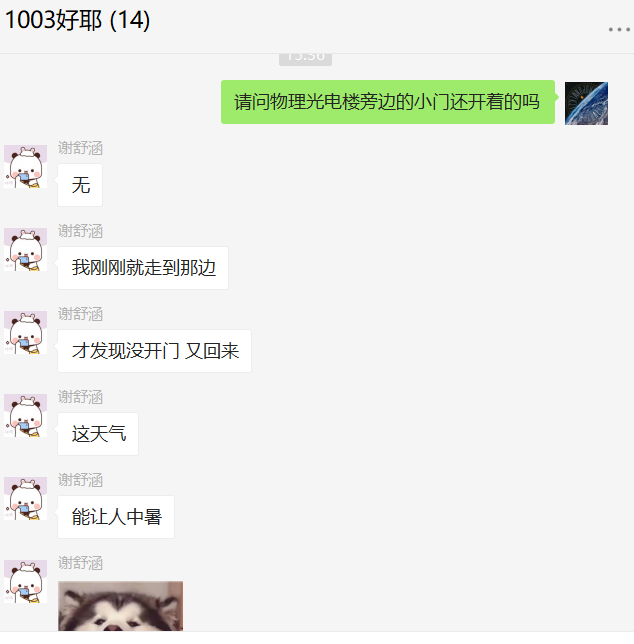 1003好耶 (14)
请问物理光电楼旁边的小门还开着的吗
谢舒涵
无
谢舒涵
我刚刚就走到那边
谢舒涵
才发现没开门 又回来
谢舒涵
这天气
谢舒涵
能让人中暑
谢舒涵